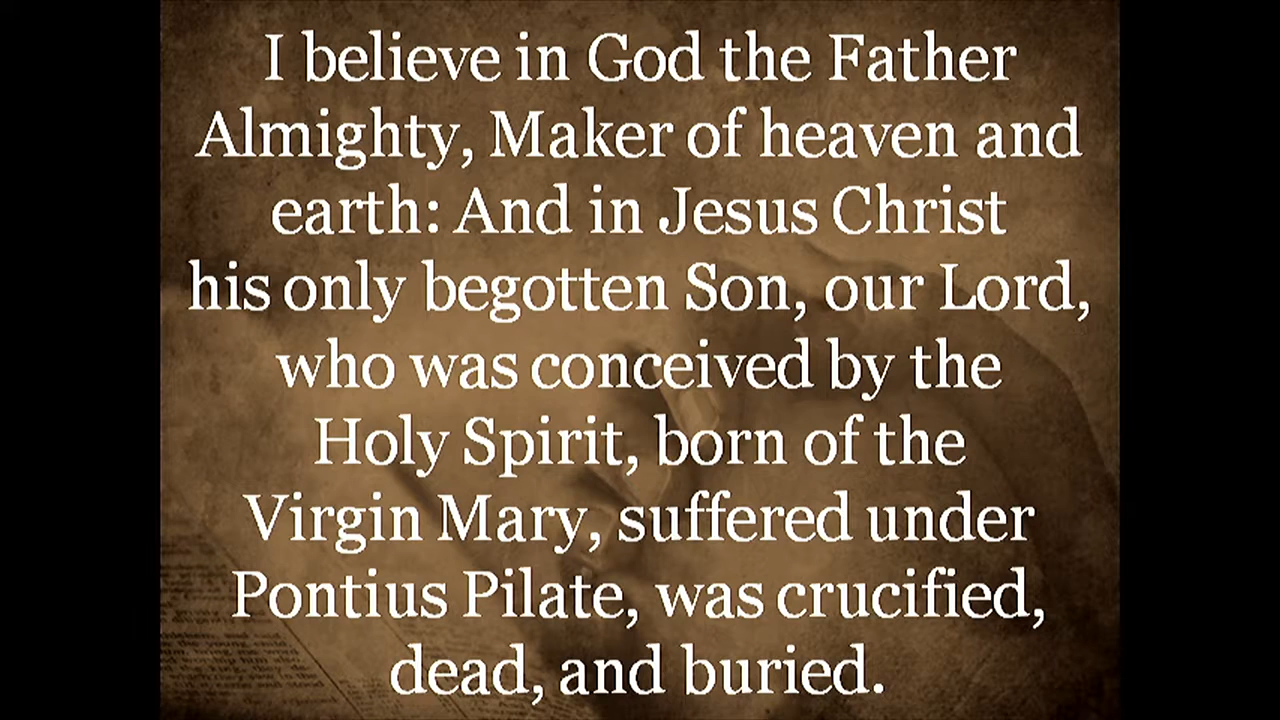 I believe in God the Father
Almighty, Maker of heaven and
earth: And in Jesus Christ
his only begotten Son, our Lord,
who was conceived by the
Holy Spirit, born of the
Virgin Mary, suffered under
Pontius Pilate, was crucified,
dead, and buried.